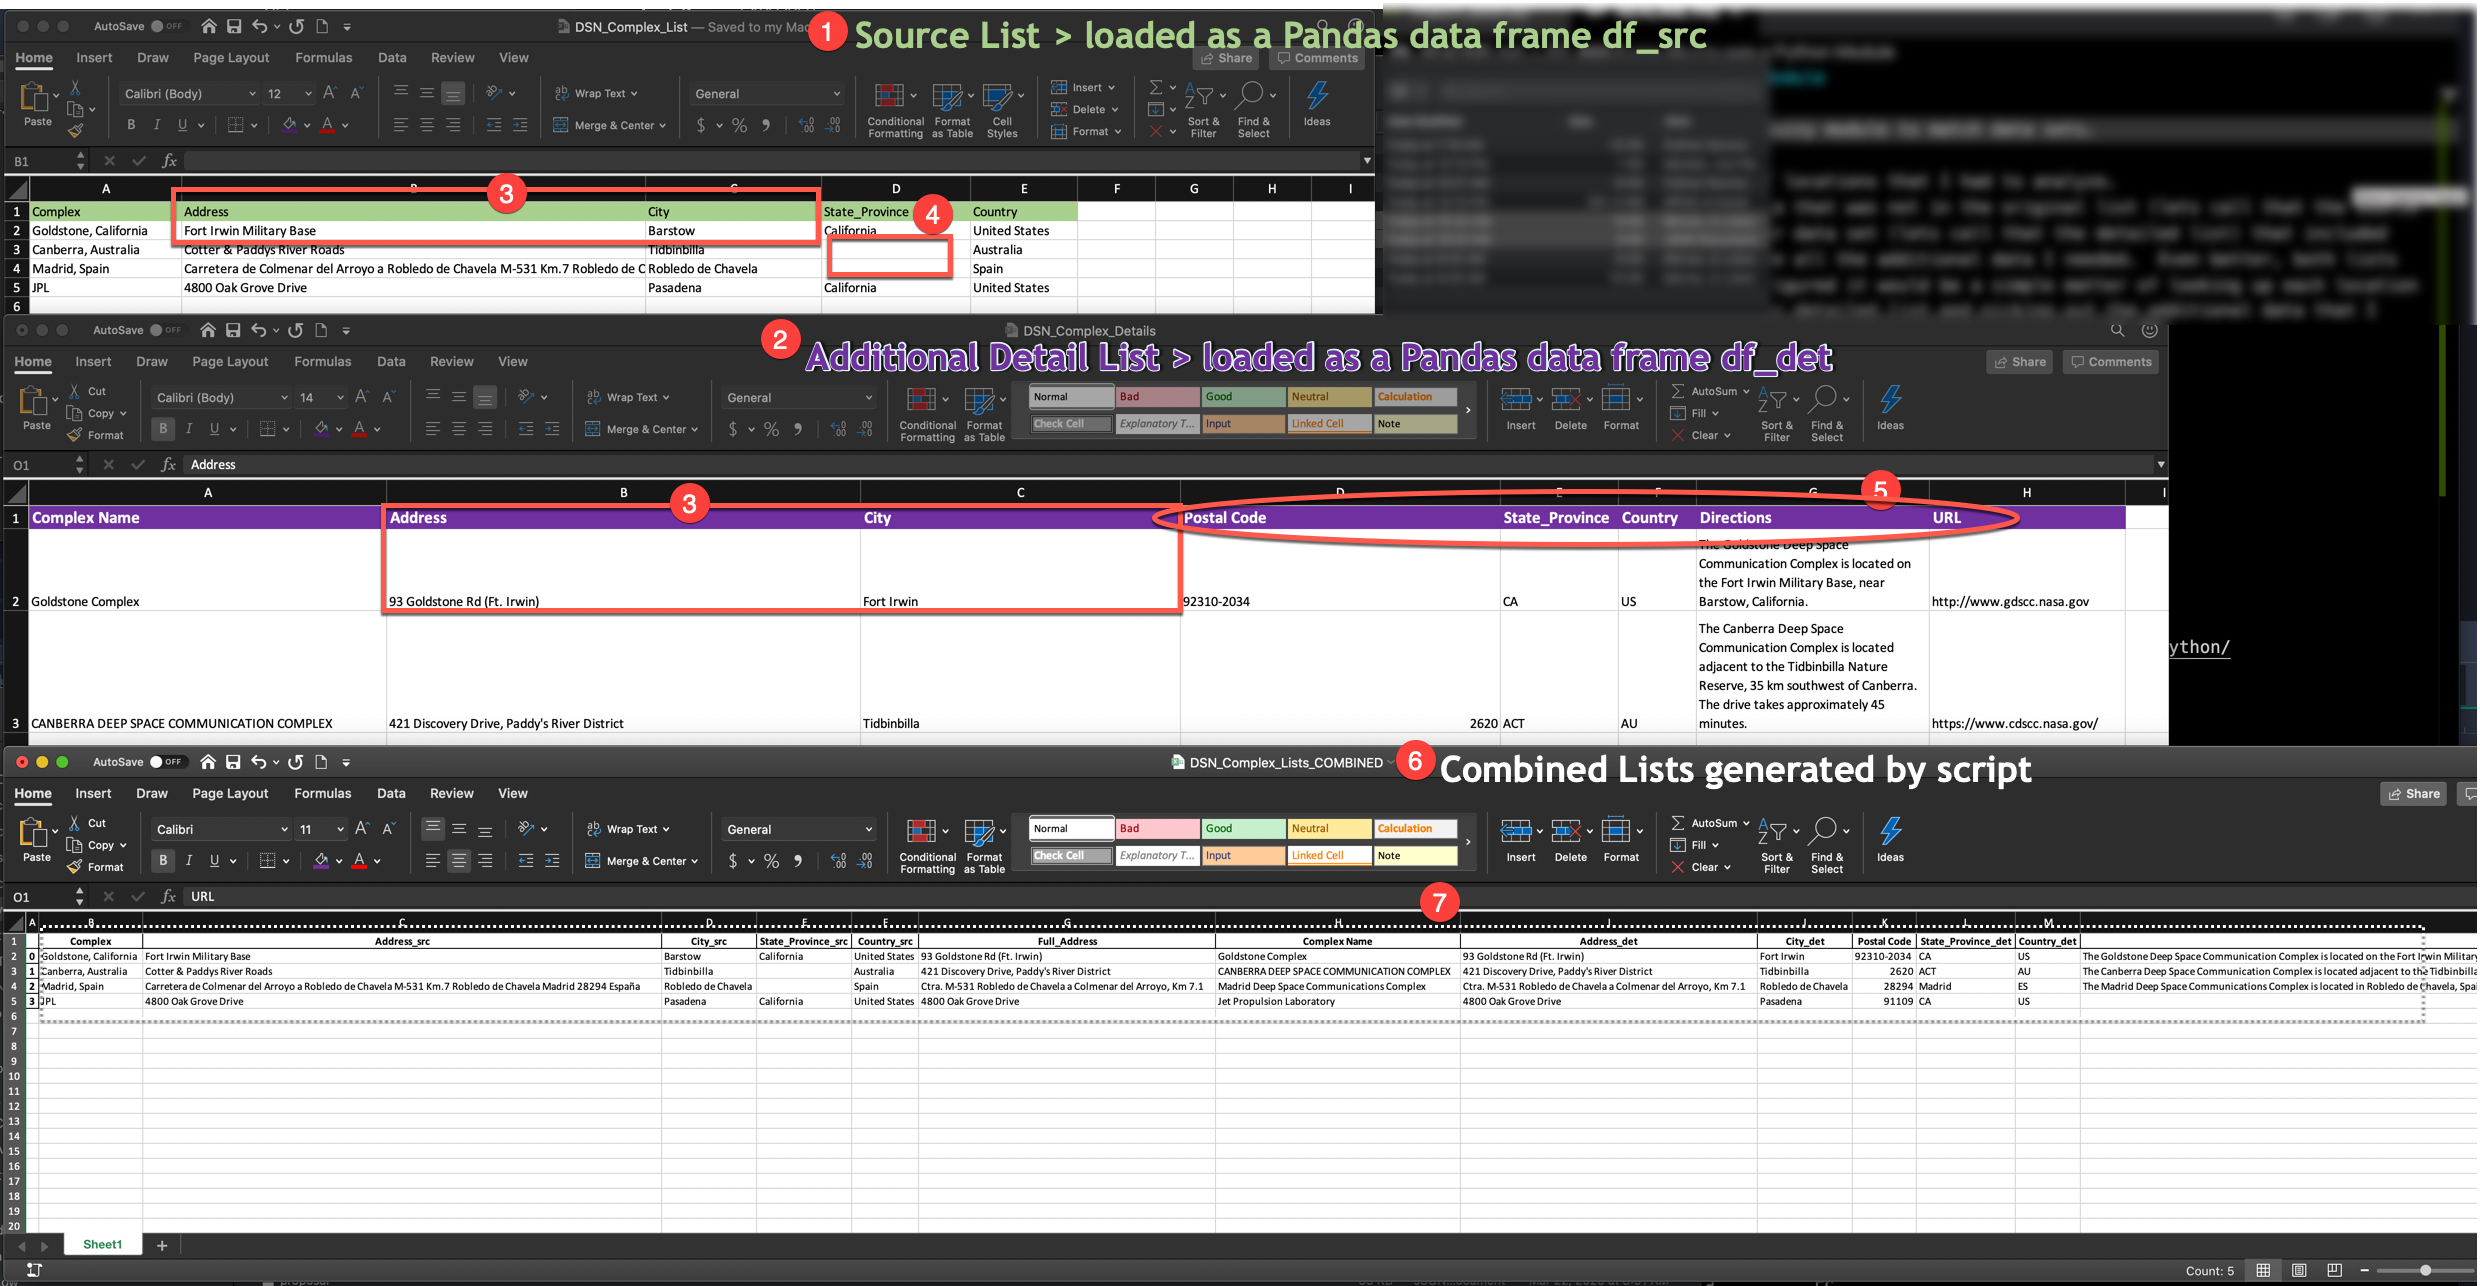 AutoSave OFF DSN_Complex_List — Saved to my Mac
1 Source List > loaded as a Pandas data frame df_src
Home Insert Draw Page Layout Formulas Data Review View Share Comments
Paste Calibri (Body) 12 Wrap Text General Conditional Formatting Format as Table Cell Styles Insert Delete Format Sort & Filter Find & Select Ideas
B I U Merge & Center
B1 fx
A B C D E F G H I
3
4
1 Complex Address City State_Province Country
2 Goldstone, California Fort Irwin Military Base Barstow California United States
3 Canberra, Australia Cotter & Paddys River Roads Tidbinbilla Australia
4 Madrid, Spain Carretera de Colmenar del Arroyo a Robledo de Chavela M-531 Km.7 Robledo de C Robledo de Chavela Spain
5 JPL 4800 Oak Grove Drive Pasadena California United States
6
locations that I had to analyze.
AutoSave OFF DSN_Complex_Details
2 Additional Detail List > loaded as a Pandas data frame df_det
Home Insert Draw Page Layout Formulas Data Review View Share Comments
Paste Cut Copy Format Calibri (Body) 14 Wrap Text General Conditional Formatting Format as Table Normal Bad Good Neutral Calculation Insert Delete Format AutoSum Fill Clear Sort & Filter Find & Select Ideas
B I U Merge & Center Check Cell Explanatory T... Input Linked Cell Note
O1 fx Address
A B C D E F G H I
3
5
1 Complex Name Address City Postal Code State_Province Country Directions URL
2 Goldstone Complex 93 Goldstone Rd (Ft. Irwin) Fort Irwin 92310-2034 CA US The Goldstone Deep Space
Communication Complex is located on
the Fort Irwin Military Base, near
Barstow, California. http://www.gdscc.nasa.gov
3 CANBERRA DEEP SPACE COMMUNICATION COMPLEX 421 Discovery Drive, Paddy's River District Tidbinbilla 2620 ACT AU The Canberra Deep Space
Communication Complex is located
adjacent to the Tidbinbilla Nature
Reserve, 35 km southwest of Canberra.
The drive takes approximately 45
minutes. https://www.cdscc.nasa.gov/
ython/
AutoSave OFF DSN_Complex_Lists_COMBINED
6 Combined Lists generated by script
Home Insert Draw Page Layout Formulas Data Review View Share
Paste Cut Copy Format Calibri 11 Wrap Text General Conditional Formatting Format as Table Normal Bad Good Neutral Calculation Insert Delete Format AutoSum Fill Clear Sort & Filter Find & Select Ideas
B I U Merge & Center Check Cell Explanatory T... Input Linked Cell Note
O1 fx URL
7
A B C D E F G H I J K L M
1 Complex Address_src City_src State_Province_src Country_src Full_Address Complex Name Address_det City_det Postal Code State_Province_det Country_det
2 0 Goldstone, California Fort Irwin Military Base Barstow California United States 93 Goldstone Rd (Ft. Irwin) Goldstone Complex 93 Goldstone Rd (Ft. Irwin) Fort Irwin 92310-2034 CA US The Goldstone Deep Space Communication Complex is located on the Fort Irwin Military
3 1 Canberra, Australia Cotter & Paddys River Roads Tidbinbilla Australia 421 Discovery Drive, Paddy's River District CANBERRA DEEP SPACE COMMUNICATION COMPLEX 421 Discovery Drive, Paddy's River District Tidbinbilla 2620 ACT AU The Canberra Deep Space Communication Complex is located adjacent to the Tidbinbilla
4 2 Madrid, Spain Carretera de Colmenar del Arroyo a Robledo de Chavela M-531 Km.7 Robledo de Chavela Madrid 28294 España Robledo de Chavela Spain Ctra. M-531 Robledo de Chavela a Colmenar del Arroyo, Km 7.1 Madrid Deep Space Communications Complex Ctra. M-531 Robledo de Chavela a Colmenar del Arroyo, Km 7.1 Robledo de Chavela 28294 Madrid ES The Madrid Deep Space Communications Complex is located in Robledo de Chavela, Spa
5 3 JPL 4800 Oak Grove Drive Pasadena California United States 4800 Oak Grove Drive Jet Propulsion Laboratory 4800 Oak Grove Drive Pasadena 91109 CA US
6
7
8
9
10
11
12
13
14
15
16
17
18
19
20
Sheet1 +
Count: 5